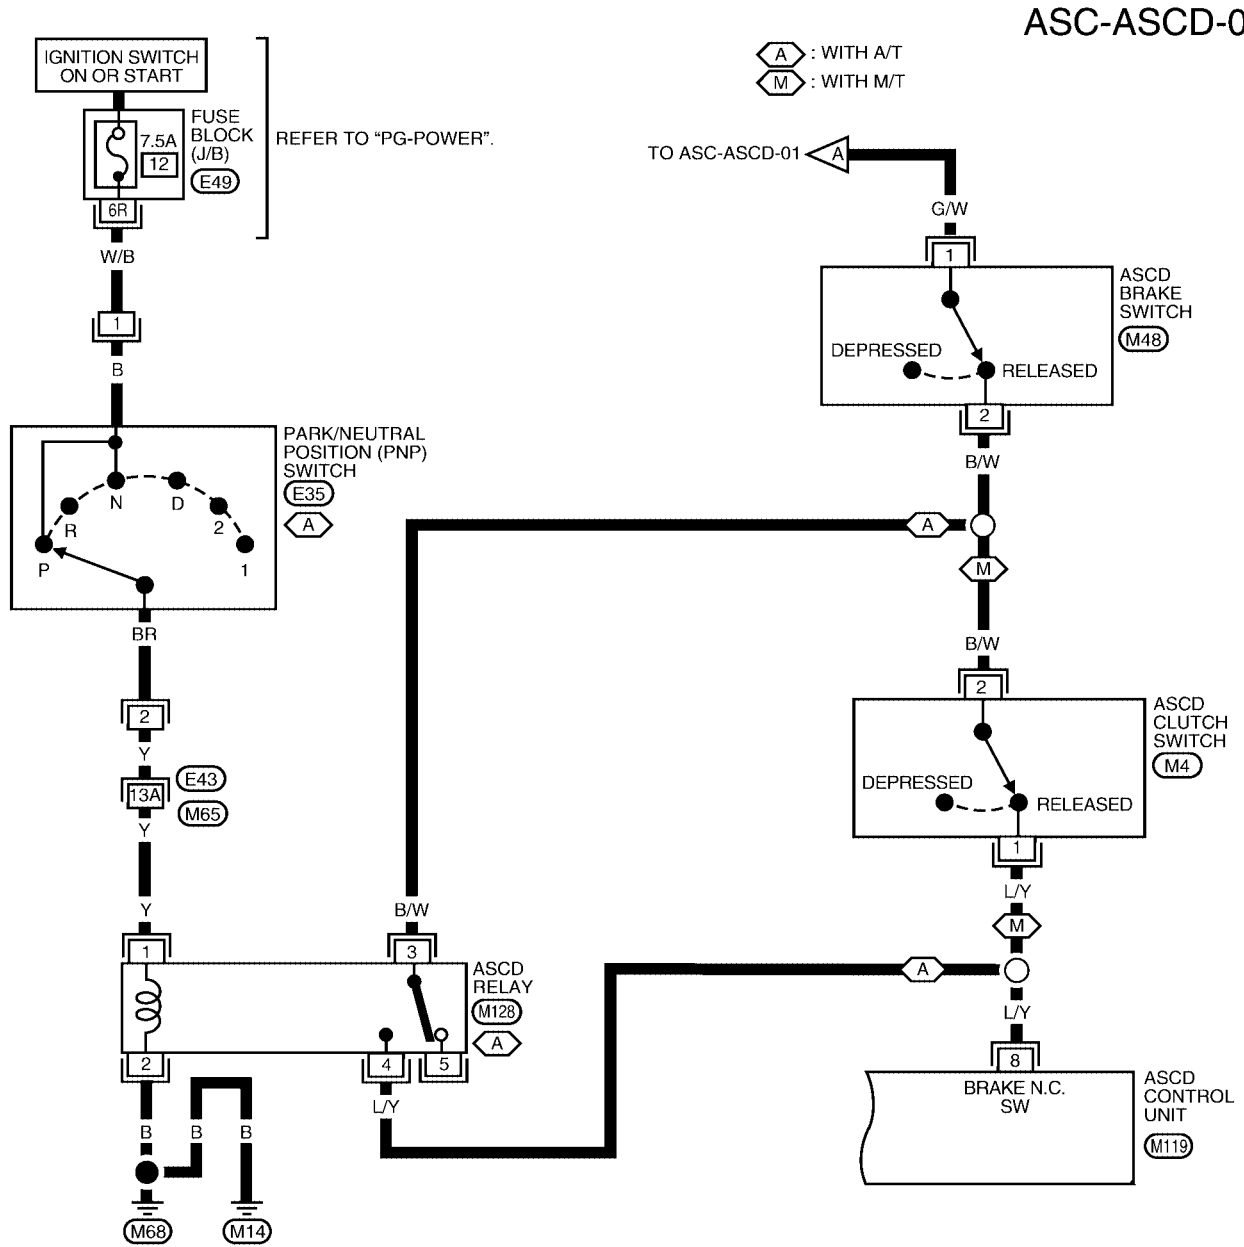 ASC-ASCD-0
IGNITION SWITCH
ON OR START
FUSE
BLOCK
(J/B)
7.5A
12
E49
6R
REFER TO “PG-POWER”.
A : WITH A/T
M : WITH M/T
TO ASC-ASCD-01 A
W/B
G/W
1
B
1
ASCD
BRAKE
SWITCH
M48
DEPRESSED
RELEASED
2
B/W
PARK/NEUTRAL
POSITION (PNP)
SWITCH
E35
A
N
D
R
2
P
1
A
M
BR
B/W
2
2
ASCD
CLUTCH
SWITCH
M4
DEPRESSED
RELEASED
1
Y
13A
E43
M65
Y
Y
B/W
L/Y
M
A
L/Y
1
3
ASCD
RELAY
M128
A
2
4
5
8
BRAKE N.C.
SW
ASCD
CONTROL
UNIT
M119
L/Y
B
B
B
M68
M14